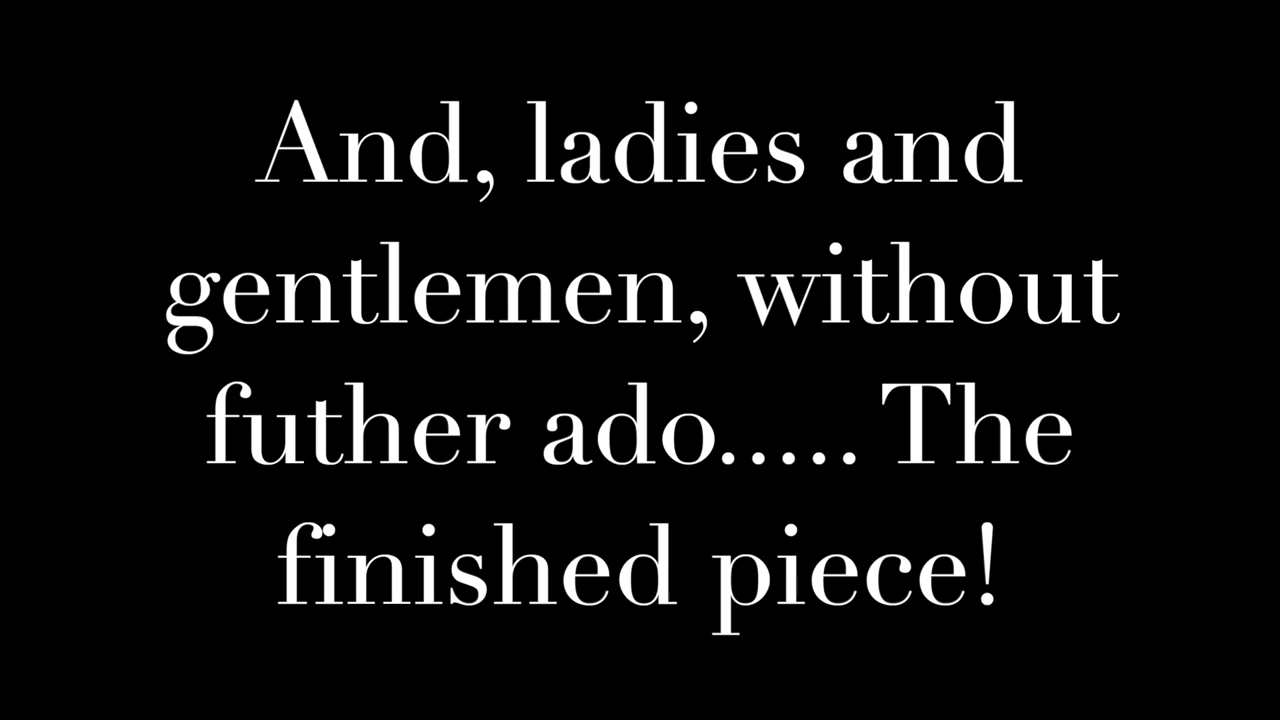 And, ladies and
gentlemen, without
futher ado..... The
finished piece!